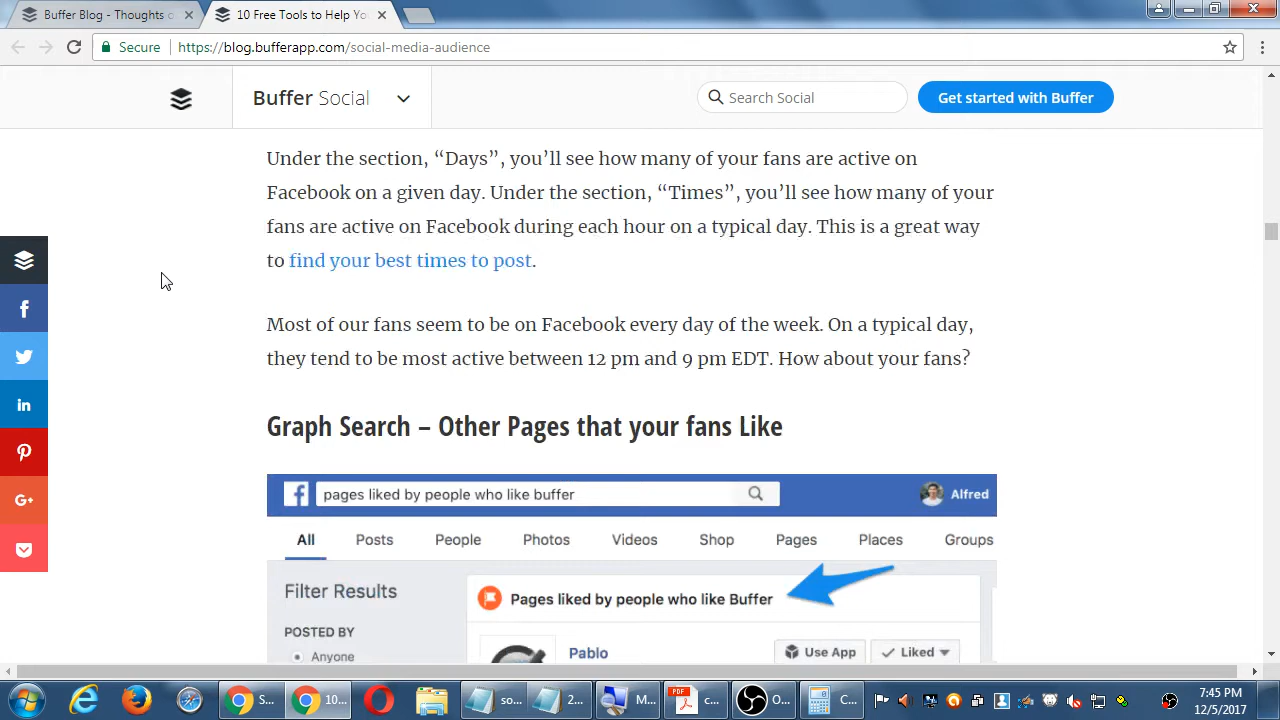 Buffer Blog - Thoughts o
10 Free Tools to Help Yo
Secure
https://blog.bufferapp.com/social-media-audience
Buffer Social
Search Social
Get started with Buffer
Under the section, “Days”, you’ll see how many of your fans are active on
Facebook on a given day. Under the section, “Times”, you’ll see how many of your
fans are active on Facebook during each hour on a typical day. This is a great way
to find your best times to post.
Most of our fans seem to be on Facebook every day of the week. On a typical day,
they tend to be most active between 12 pm and 9 pm EDT. How about your fans?
Graph Search – Other Pages that your fans Like
pages liked by people who like buffer
Alfred
All Posts People Photos Videos Shop Pages Places Groups
Filter Results
Pages liked by people who like Buffer
POSTED BY
Anyone
Pablo
Use App
Liked
S...
10...
so...
2...
M...
PDF
c...
O...
C...
7:45 PM
12/5/2017